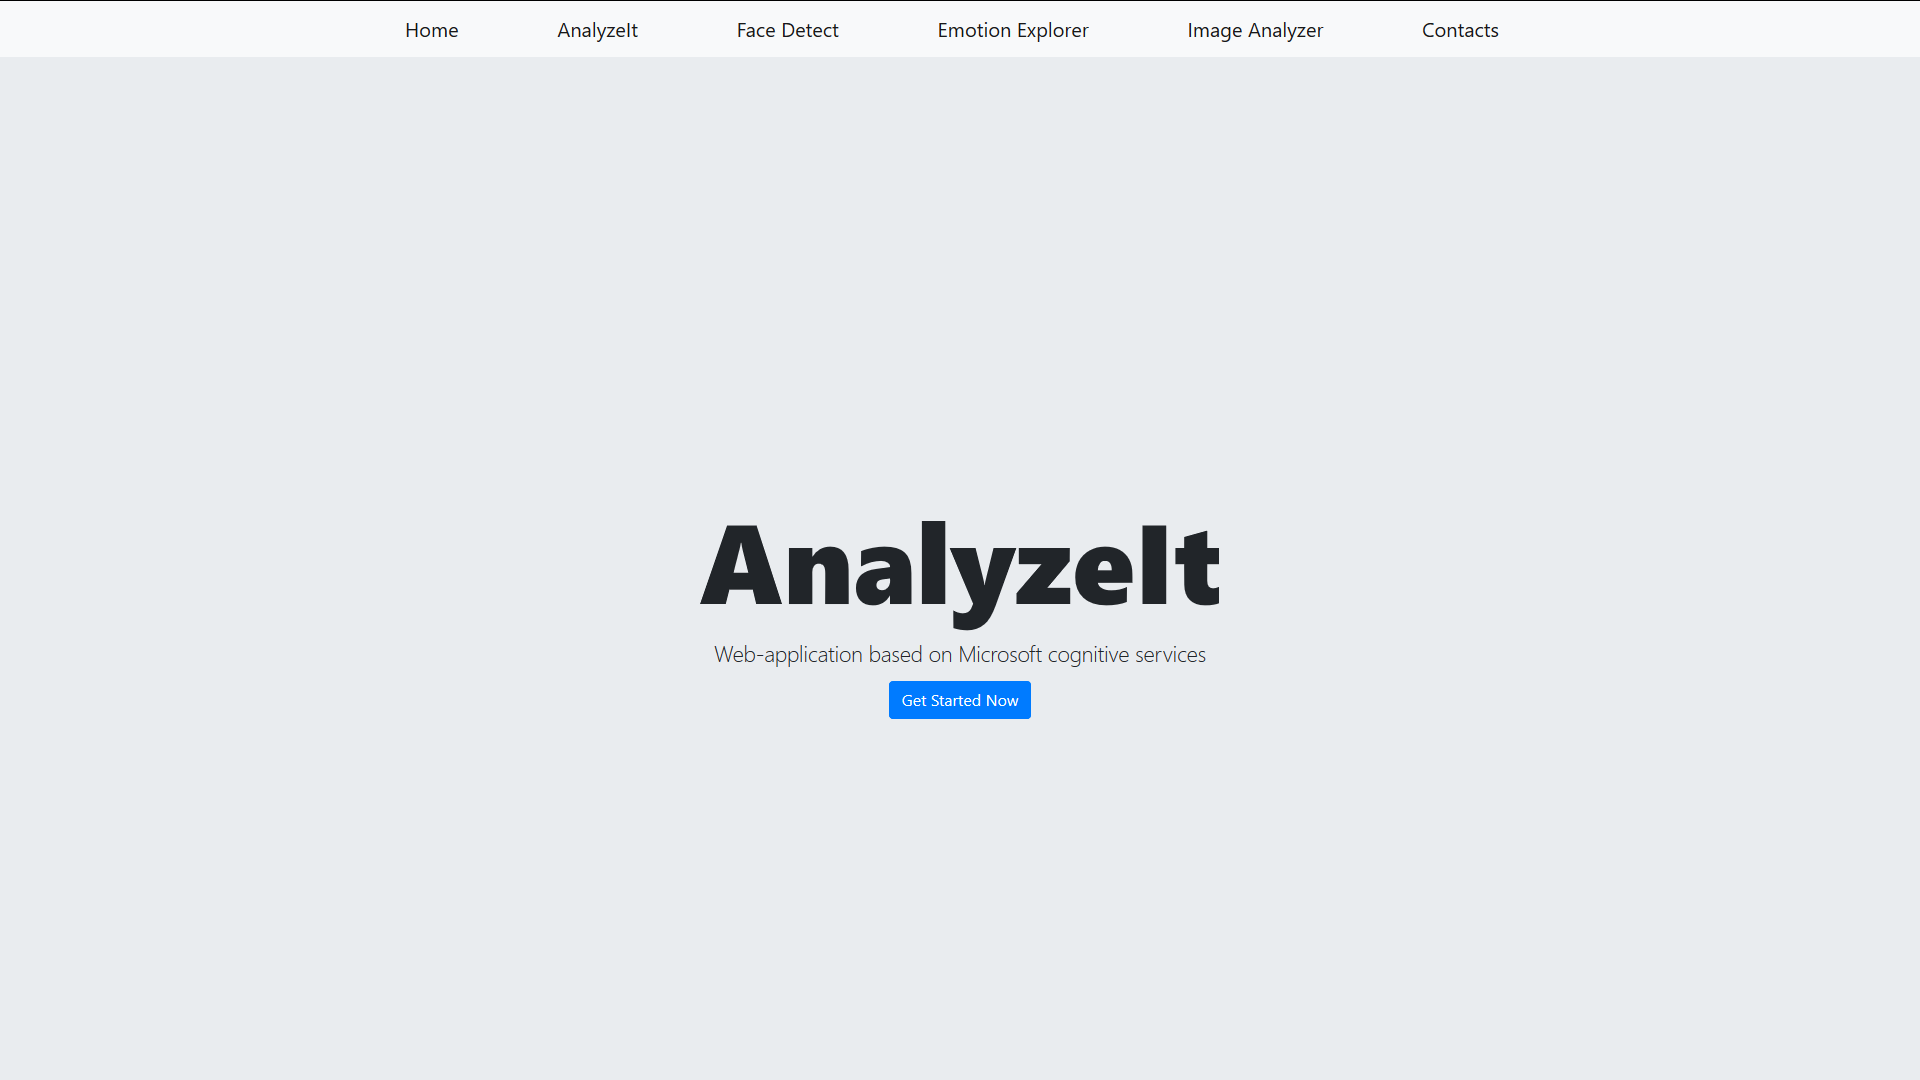 Home AnalyzeIt Face Detect Emotion Explorer Image Analyzer Contacts
AnalyzeIt
Web-application based on Microsoft cognitive services
Get Started Now